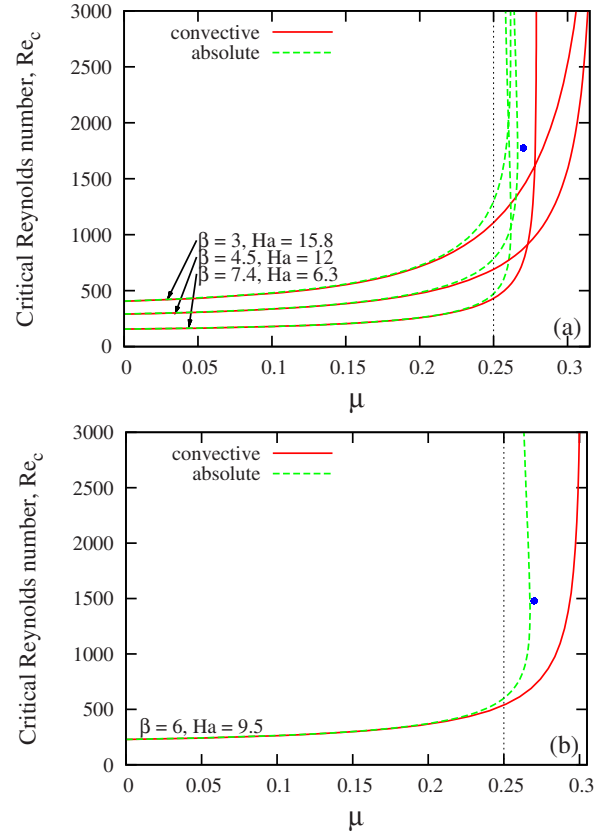 3000
2500
2000
1500
1000
500
0
Critical Reynolds number, Re_c
convective
absolute
β = 3, Ha = 15.8
β = 4.5, Ha = 12
β = 7.4, Ha = 6.3
(a)
0 0.05 0.1 0.15 0.2 0.25 0.3
μ
3000
2500
2000
1500
1000
500
0
Critical Reynolds number, Re_c
convective
absolute
β = 6, Ha = 9.5
(b)
0 0.05 0.1 0.15 0.2 0.25 0.3
μ